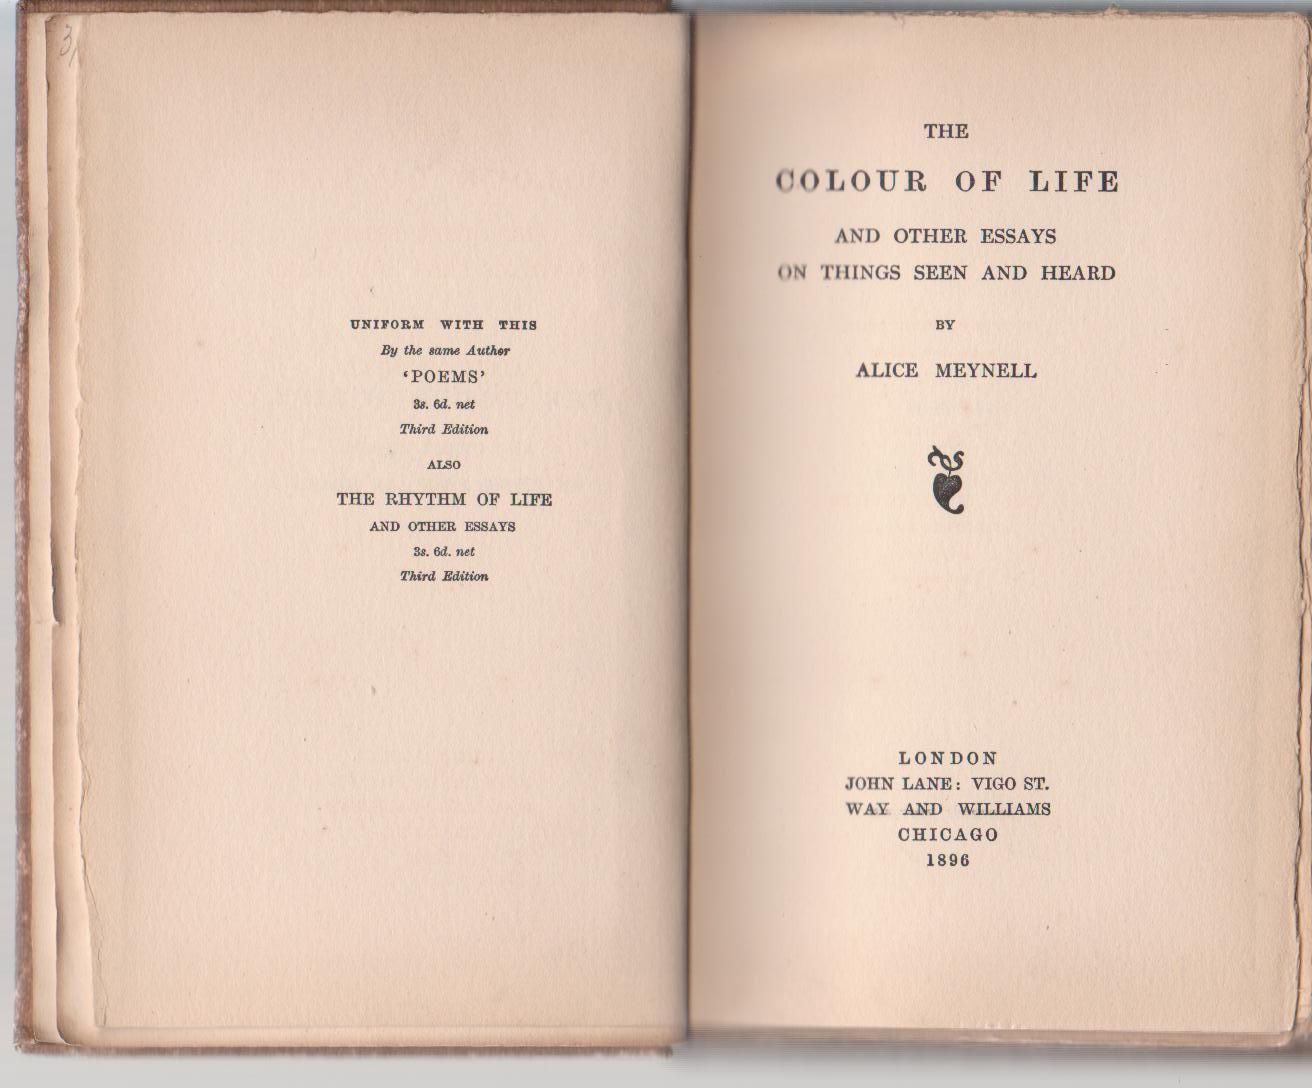 UNIFORM WITH THIS
By the same Author
‘POEMS’
3s. 6d. net
Third Edition
ALSO
THE RHYTHM OF LIFE
AND OTHER ESSAYS
3s. 6d. net
Third Edition
THE
COLOUR OF LIFE
AND OTHER ESSAYS
ON THINGS SEEN AND HEARD
BY
ALICE MEYNELL
LONDON
JOHN LANE: VIGO ST.
WAY AND WILLIAMS
CHICAGO
1896